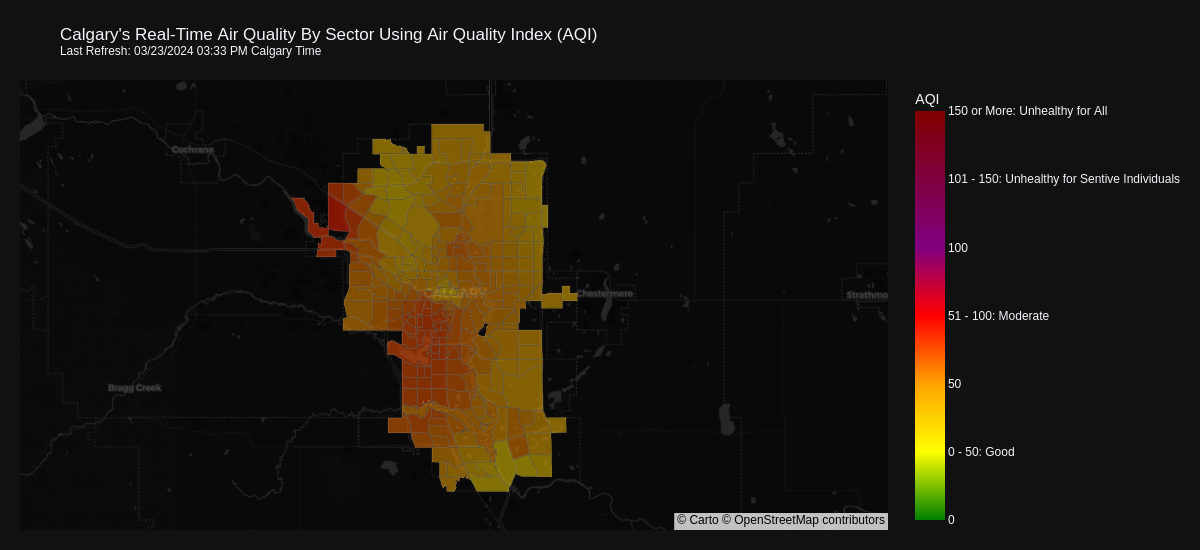 Calgary's Real-Time Air Quality By Sector Using Air Quality Index (AQI)
Last Refresh: 03/23/2024 03:33 PM Calgary Time
AQI
150 or More: Unhealthy for All
Cochrane
101 - 150: Unhealthy for Sentive Individuals
100
CALGARY
Chestermere
Strathmo
51 - 100: Moderate
50
Bragg Creek
0 - 50: Good
0
© Carto © OpenStreetMap contributors